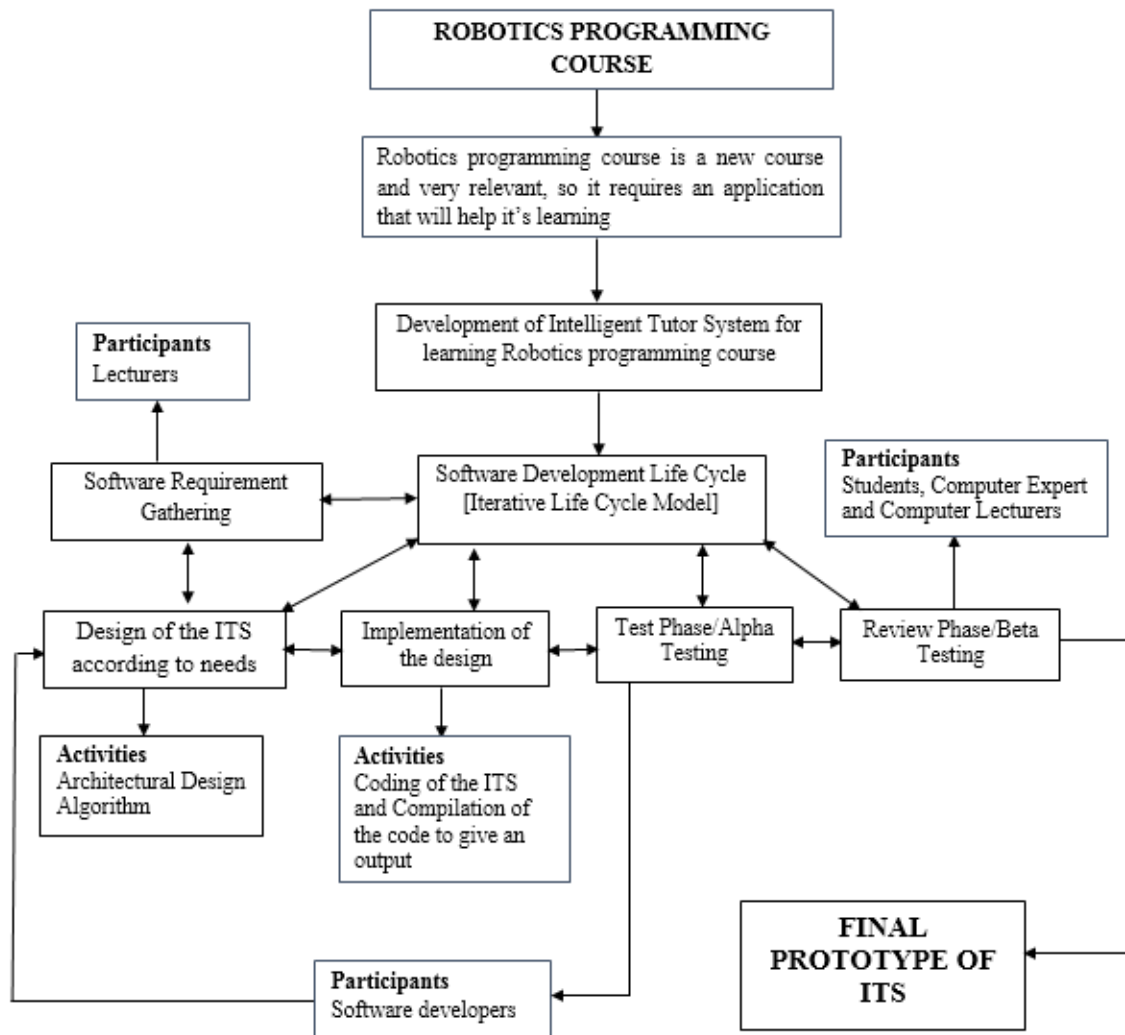 ROBOTICS PROGRAMMING
COURSE
Robotics programming course is a new course
and very relevant, so it requires an application
that will help it’s learning
Development of Intelligent Tutor System for
learning Robotics programming course
Participants
Lecturers
Software Requirement
Gathering
Software Development Life Cycle
[Iterative Life Cycle Model]
Participants
Students, Computer Expert
and Computer Lecturers
Design of the ITS
according to needs
Implementation of
the design
Test Phase/Alpha
Testing
Review Phase/Beta
Testing
Activities
Architectural Design
Algorithm
Activities
Coding of the ITS
and Compilation of
the code to give an
output
Participants
Software developers
FINAL
PROTOTYPE OF
ITS